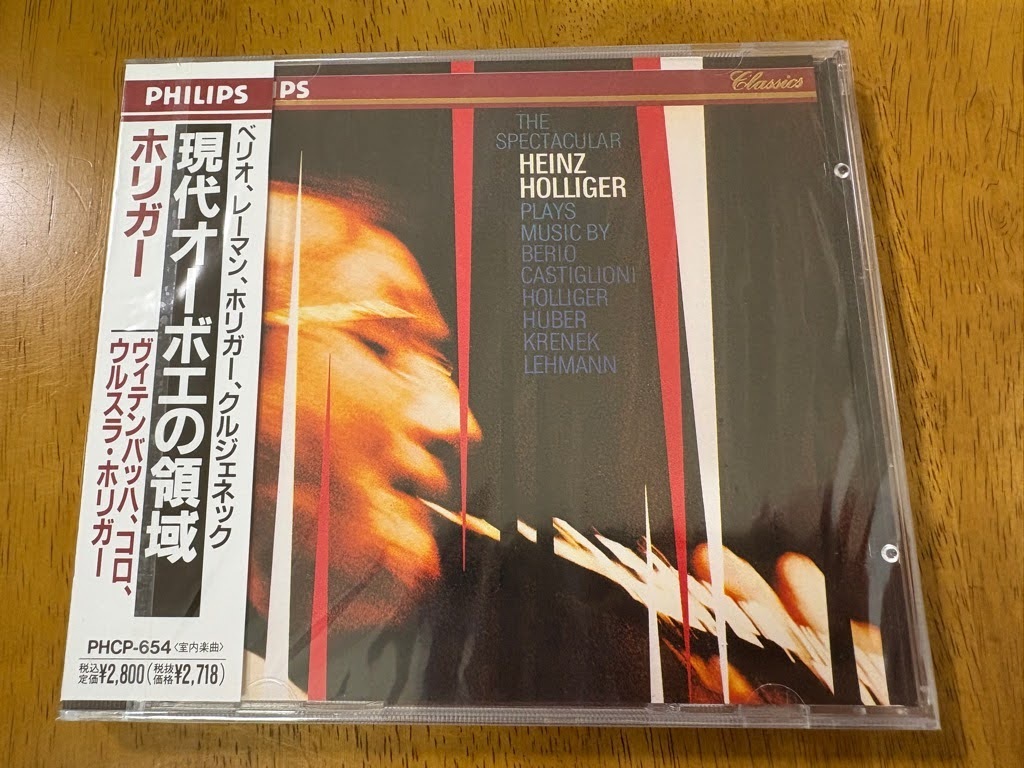 PHILIPS
ベリオ、レーマン、ホリガー、クルジェネック
現代オーボエの領域
ホリガー
ヴィテンバッハ、コロ、
ウルスラ・ホリガー
PHCP-654〈室内楽曲〉
税込定価¥2,800(税抜価格¥2,718)
IPS
Classics
THE
SPECTACULAR
HEINZ
HOLLIGER
PLAYS
MUSIC BY
BERIO
CASTIGLIONI
HOLLIGER
HUBER
KRENEK
LEHMANN